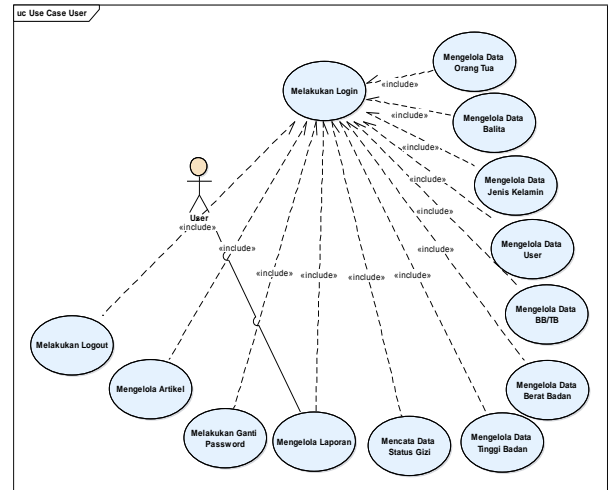 uc Use Case User
Melakukan Login
Mengelola Data
Orang Tua
«include»
Mengelola Data
Balita
«include»
Mengelola Data
Jenis Kelamin
«include»
Mengelola Data
User
«include»
Mengelola Data
BB/TB
«include»
Mengelola Data
Berat Badan
«include»
Mengelola Data
Tinggi Badan
«include»
Mencata Data
Status Gizi
«include»
Mengelola Laporan
«include»
Melakukan Ganti
Password
«include»
Mengelola Artikel
«include»
Melakukan Logout
«include»
User